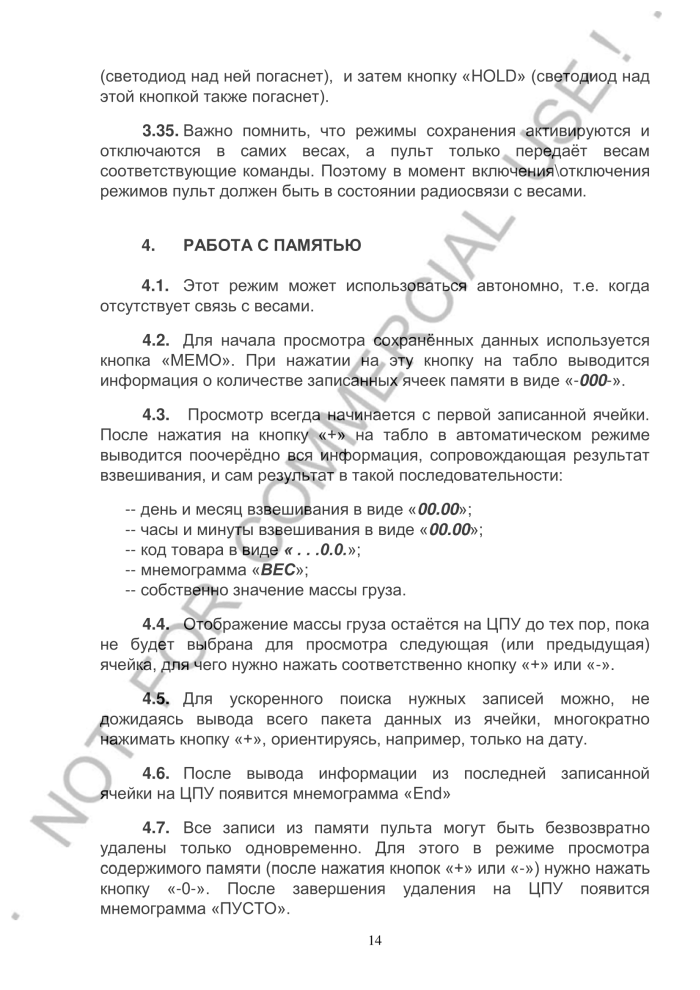 (светодиод над ней погаснет), и затем кнопку «HOLD» (светодиод над
этой кнопкой также погаснет).
3.35. Важно помнить, что режимы сохранения активируются и
отключаются в самих весах, а пульт только передаёт весам
соответствующие команды. Поэтому в момент включения\отключения
режимов пульт должен быть в состоянии радиосвязи с весами.
4. РАБОТА С ПАМЯТЬЮ
4.1. Этот режим может использоваться автономно, т.е. когда
отсутствует связь с весами.
4.2. Для начала просмотра сохранённых данных используется
кнопка «МЕМО». При нажатии на эту кнопку на табло выводится
информация о количестве записанных ячеек памяти в виде «-000-».
4.3. Просмотр всегда начинается с первой записанной ячейки.
После нажатия на кнопку «+» на табло в автоматическом режиме
выводится поочерёдно вся информация, сопровождающая результат
взвешивания, и сам результат в такой последовательности:
-- день и месяц взвешивания в виде «00.00»;
-- часы и минуты взвешивания в виде «00.00»;
-- код товара в виде « . . .0.0.»;
-- мнемограмма «ВЕС»;
-- собственно значение массы груза.
4.4. Отображение массы груза остаётся на ЦПУ до тех пор, пока
не будет выбрана для просмотра следующая (или предыдущая)
ячейка, для чего нужно нажать соответственно кнопку «+» или «-».
4.5. Для ускоренного поиска нужных записей можно, не
дожидаясь вывода всего пакета данных из ячейки, многократно
нажимать кнопку «+», ориентируясь, например, только на дату.
4.6. После вывода информации из последней записанной
ячейки на ЦПУ появится мнемограмма «End»
4.7. Все записи из памяти пульта могут быть безвозвратно
удалены только одновременно. Для этого в режиме просмотра
содержимого памяти (после нажатия кнопок «+» или «-») нужно нажать
кнопку «-0-». После завершения удаления на ЦПУ появится
мнемограмма «ПУСТО».
14
NOT FOR COMMERCIAL USE !